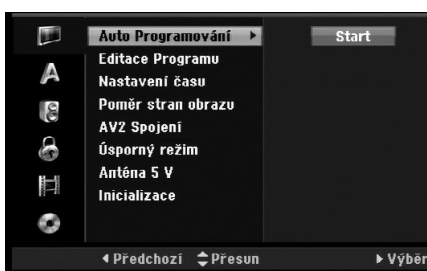 Auto Programování
Start
Editace Programu
Nastavení času
Poměr stran obrazu
AV2 Spojení
Úsporný režim
Anténa 5 V
Inicializace
A
Předchozí Přesun Výběr